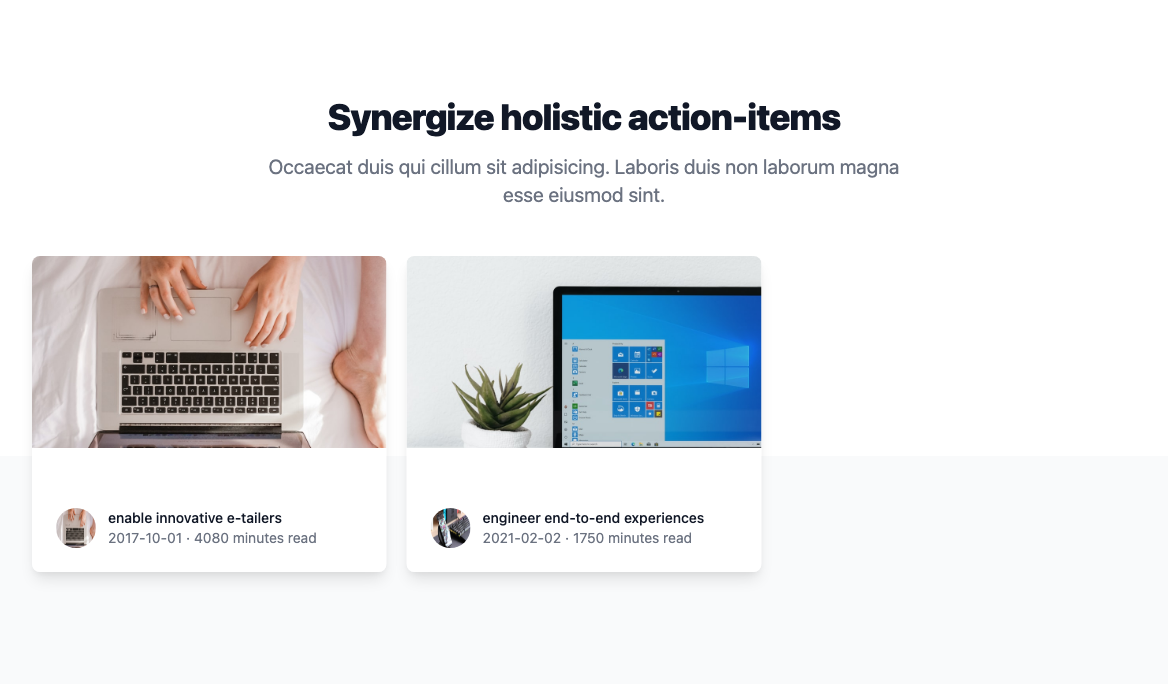 Synergize holistic action-items
Occaecat duis qui cillum sit adipisicing. Laboris duis non laborum magna
esse eiusmod sint.
enable innovative e-tailers
2017-10-01 · 4080 minutes read
engineer end-to-end experiences
2021-02-02 · 1750 minutes read